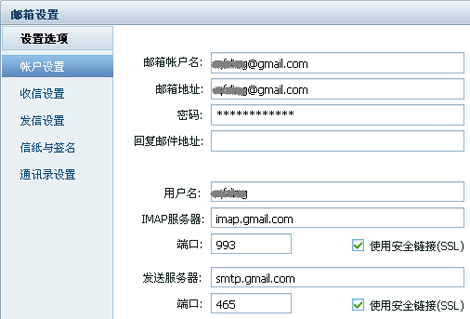 邮箱设置
设置选项
帐户设置
收信设置
发信设置
信纸与签名
通讯录设置
邮箱帐户名: @gmail.com
邮箱地址: @gmail.com
密码: ************
回复邮件地址:
用户名:
IMAP服务器: imap.gmail.com
端口: 993 使用安全链接(SSL)
发送服务器: smtp.gmail.com
端口: 465 使用安全链接(SSL)